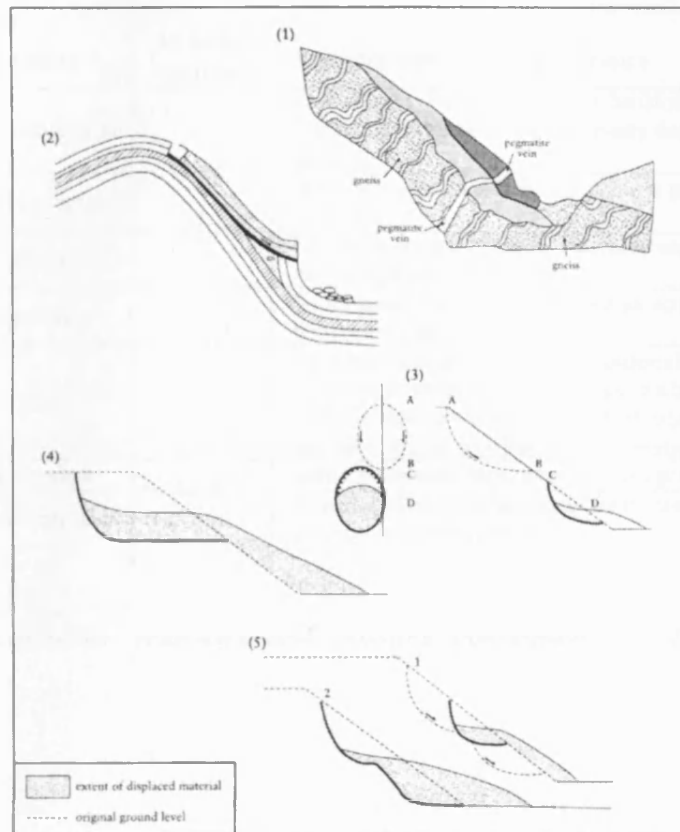 (1)
pegmatite
vein
gneiss
pegmatite
vein
gneiss
(2)
(3)
A
B
C
D
A
B
C
D
(4)
(5)
1
2
extent of displaced material
original ground level